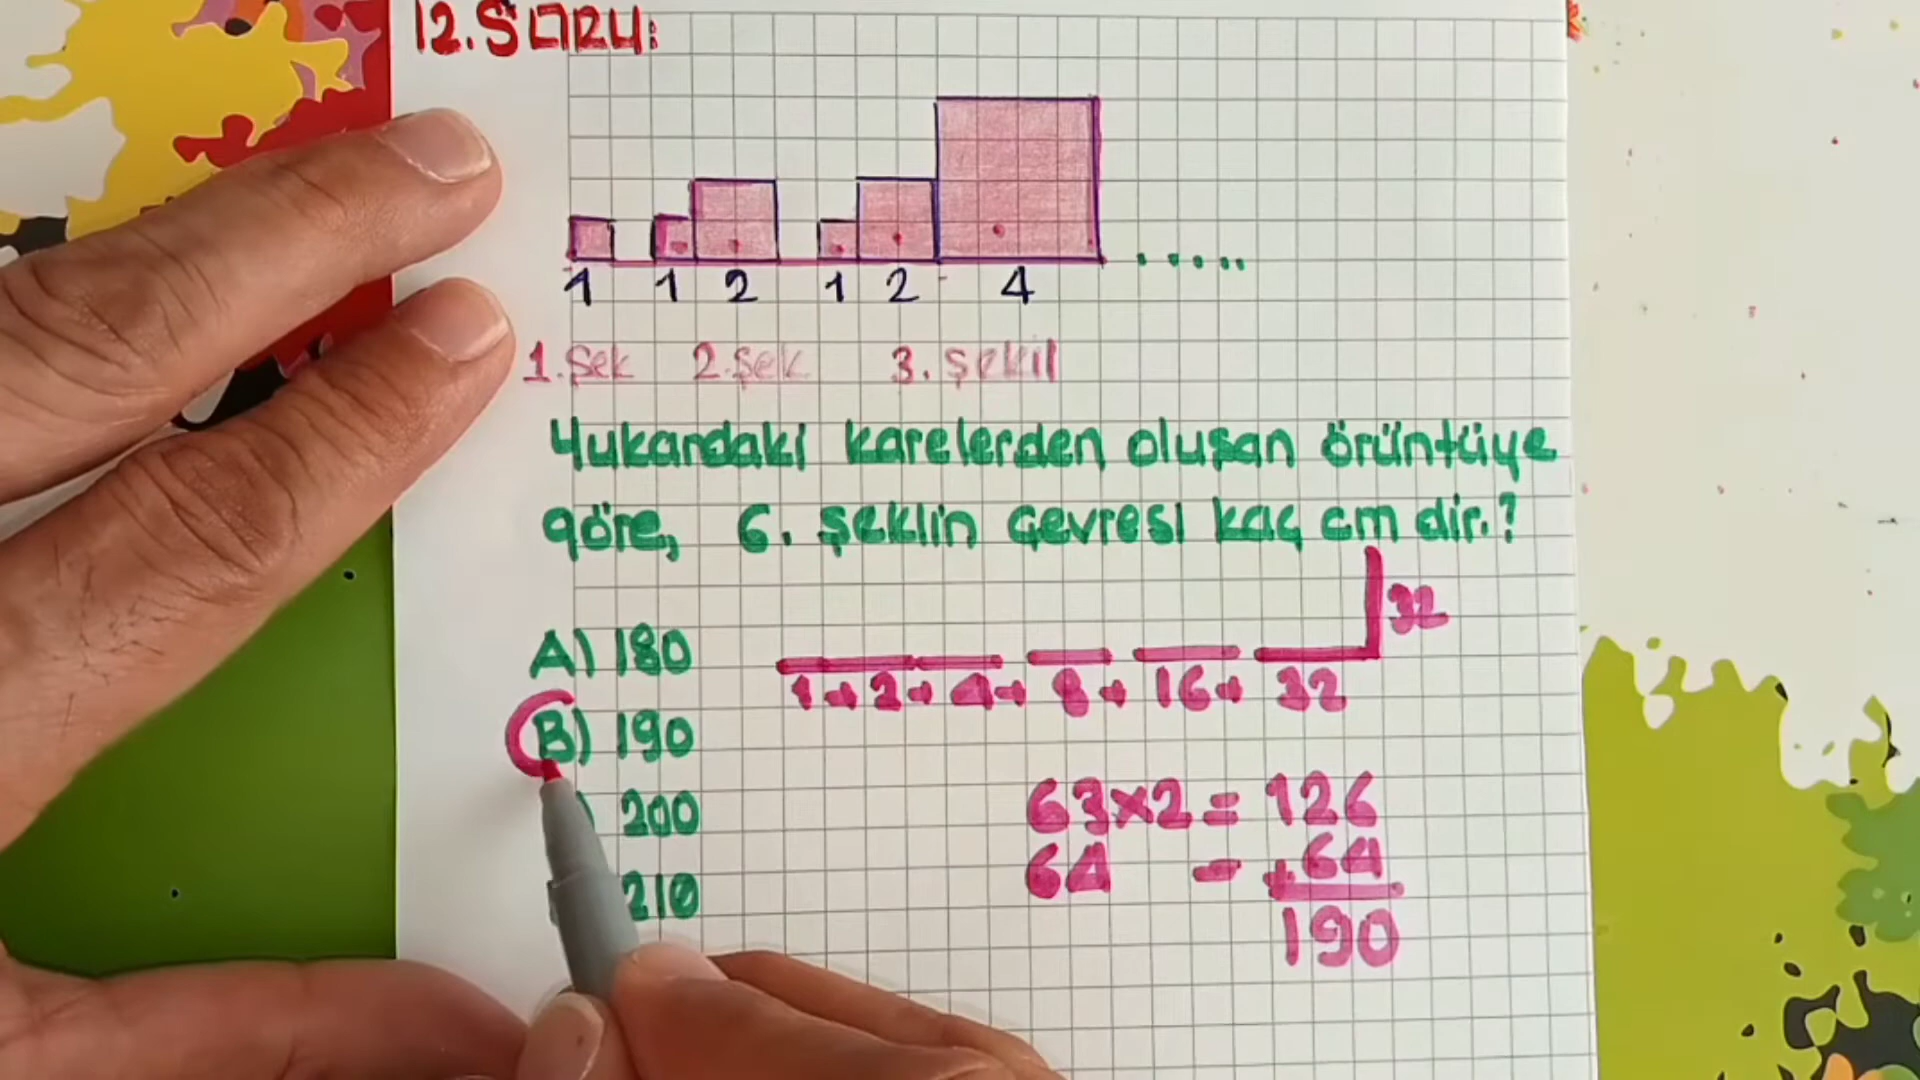 12.SORU:
1 1 2 1 2 4
1.Şek 2.Şek 3. Şekil
Yukardaki karelerden oluşan örüntüye
göre, 6. şeklin çevresi kaç cm dir.?
32
A) 180
1+2+4+8+16+32
B) 190
63×2=126
) 200
64 = +64
210
190